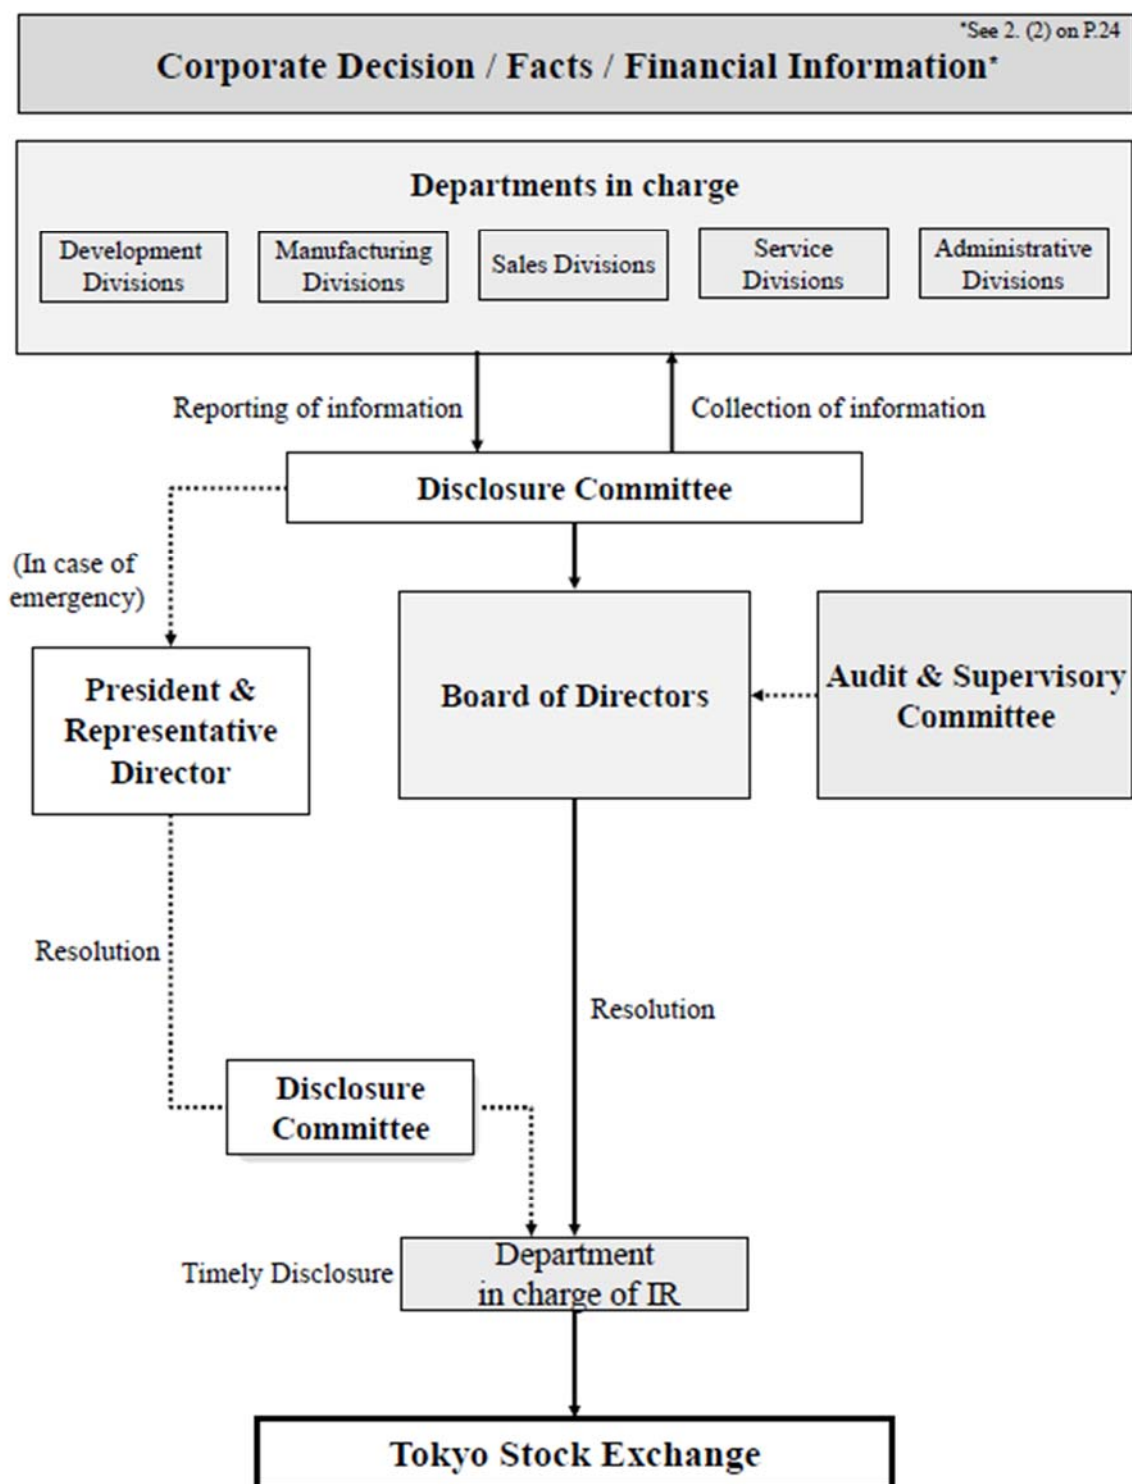 *See 2. (2) on P.24
Corporate Decision / Facts / Financial Information*
Departments in charge
Development
Divisions
Manufacturing
Divisions
Sales Divisions
Service
Divisions
Administrative
Divisions
Reporting of information
Collection of information
Disclosure Committee
(In case of
emergency)
President &
Representative
Director
Board of Directors
Audit & Supervisory
Committee
Resolution
Resolution
Disclosure
Committee
Timely Disclosure
Department
in charge of IR
Tokyo Stock Exchange